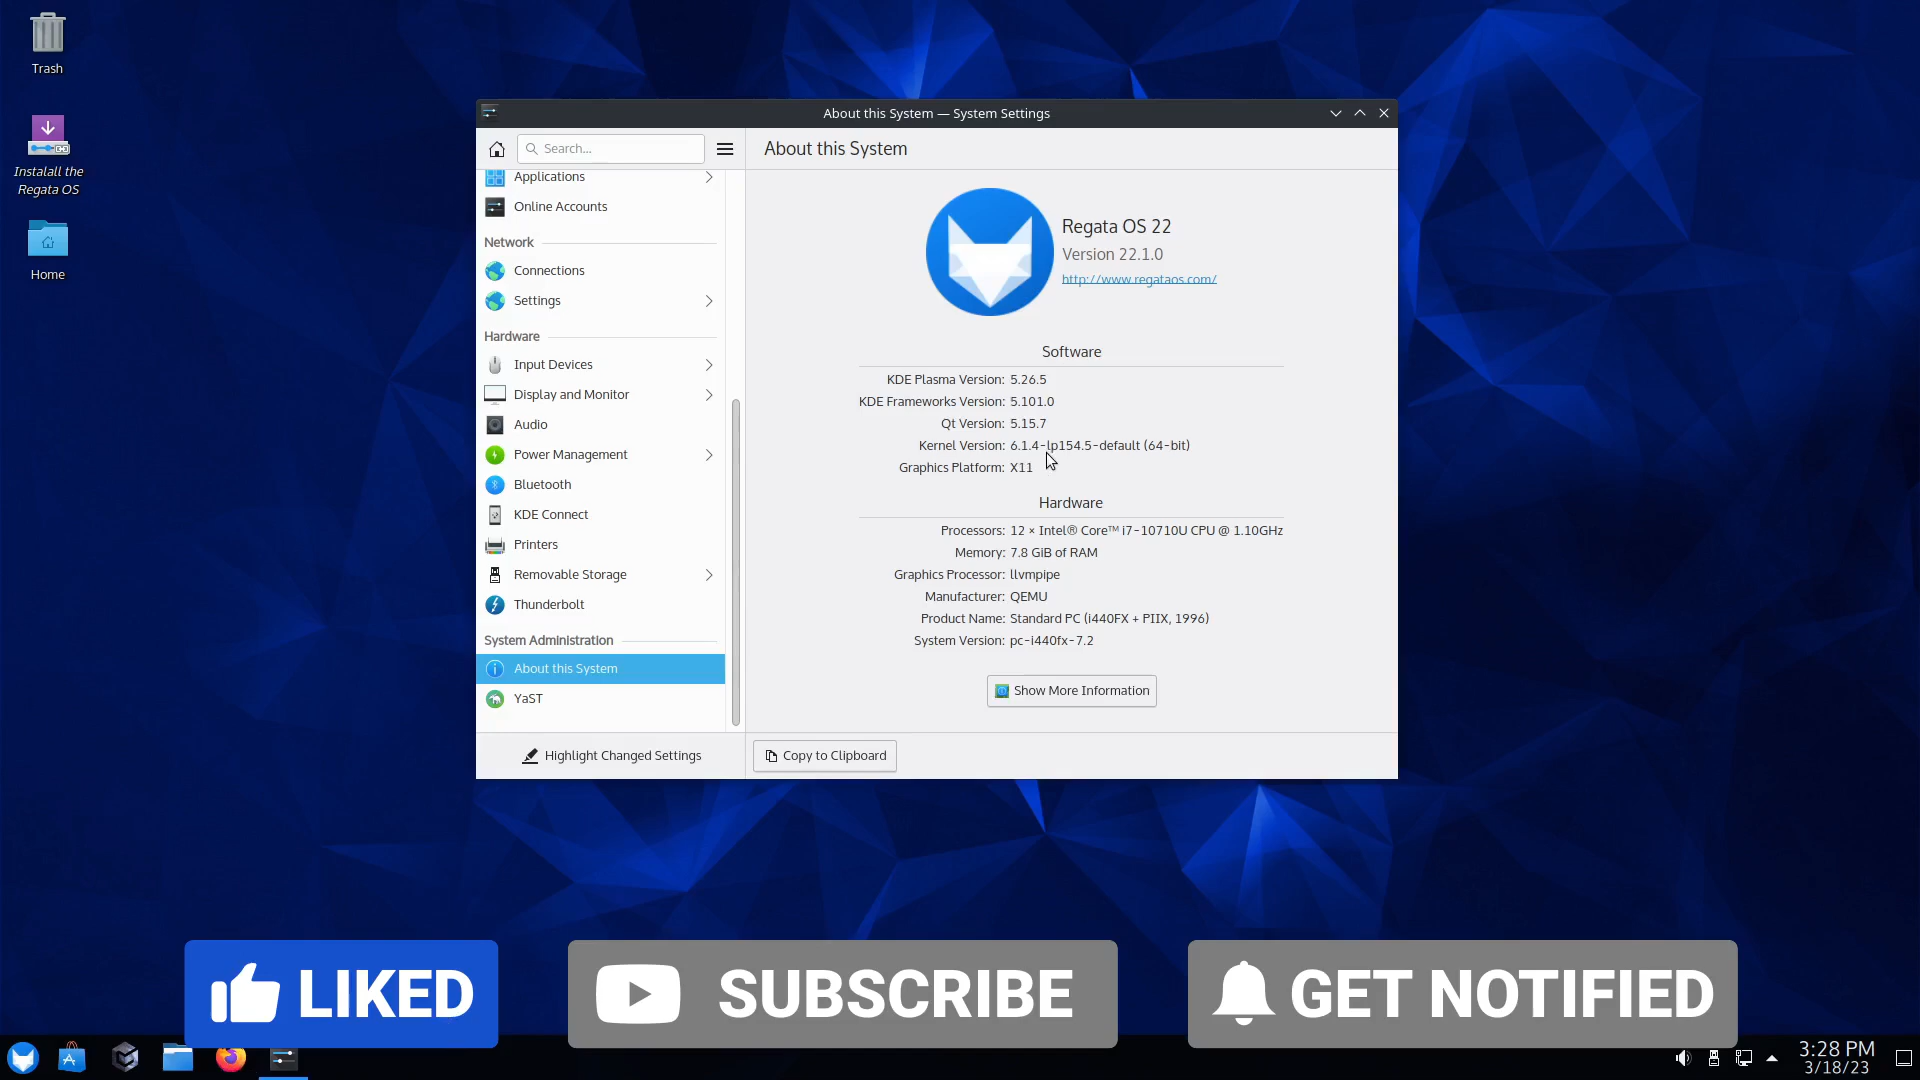 Trash
Instalall the
Regata OS
Home
About this System — System Settings
Search...
About this System
Applications
Online Accounts
Network
Connections
Settings
Hardware
Input Devices
Display and Monitor
Audio
Power Management
Bluetooth
KDE Connect
Printers
Removable Storage
Thunderbolt
System Administration
About this System
YaST
Highlight Changed Settings
Regata OS 22
Version 22.1.0
http://www.regataos.com/
Software
KDE Plasma Version: 5.26.5
KDE Frameworks Version: 5.101.0
Qt Version: 5.15.7
Kernel Version: 6.1.4-lp154.5-default (64-bit)
Graphics Platform: X11
Hardware
Processors: 12 × Intel® Core™ i7-10710U CPU @ 1.10GHz
Memory: 7.8 GiB of RAM
Graphics Processor: llvmpipe
Manufacturer: QEMU
Product Name: Standard PC (i440FX + PIIX, 1996)
System Version: pc-i440fx-7.2
Show More Information
Copy to Clipboard
LIKED
SUBSCRIBE
GET NOTIFIED
3:28 PM
3/18/23